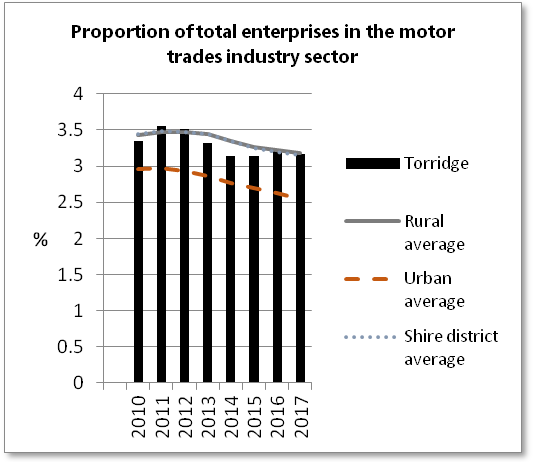 Proportion of total enterprises in the motor
trades industry sector
4
3.5
3
2.5
2
1.5
1
0.5
0
%
2010
2011
2012
2013
2014
2015
2016
2017
Torridge
Rural
average
Urban
average
Shire district
average